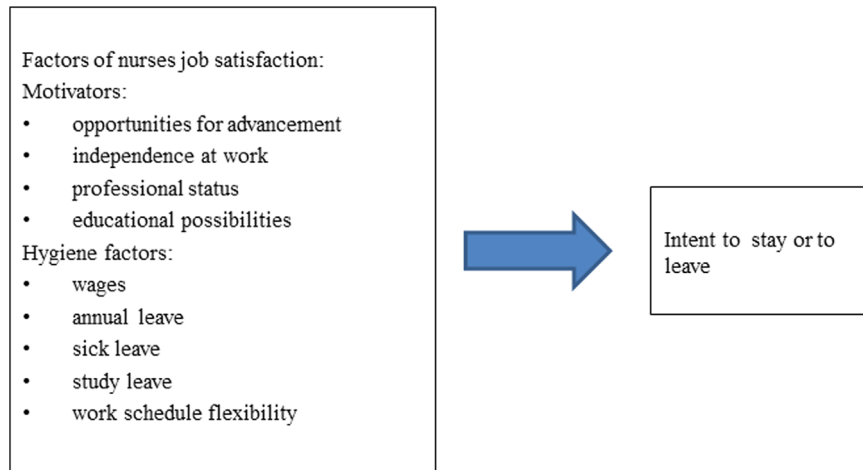 Factors of nurses job satisfaction:
Motivators:
• opportunities for advancement
• independence at work
• professional status
• educational possibilities
Hygiene factors:
• wages
• annual leave
• sick leave
• study leave
• work schedule flexibility
Intent to stay or to
leave